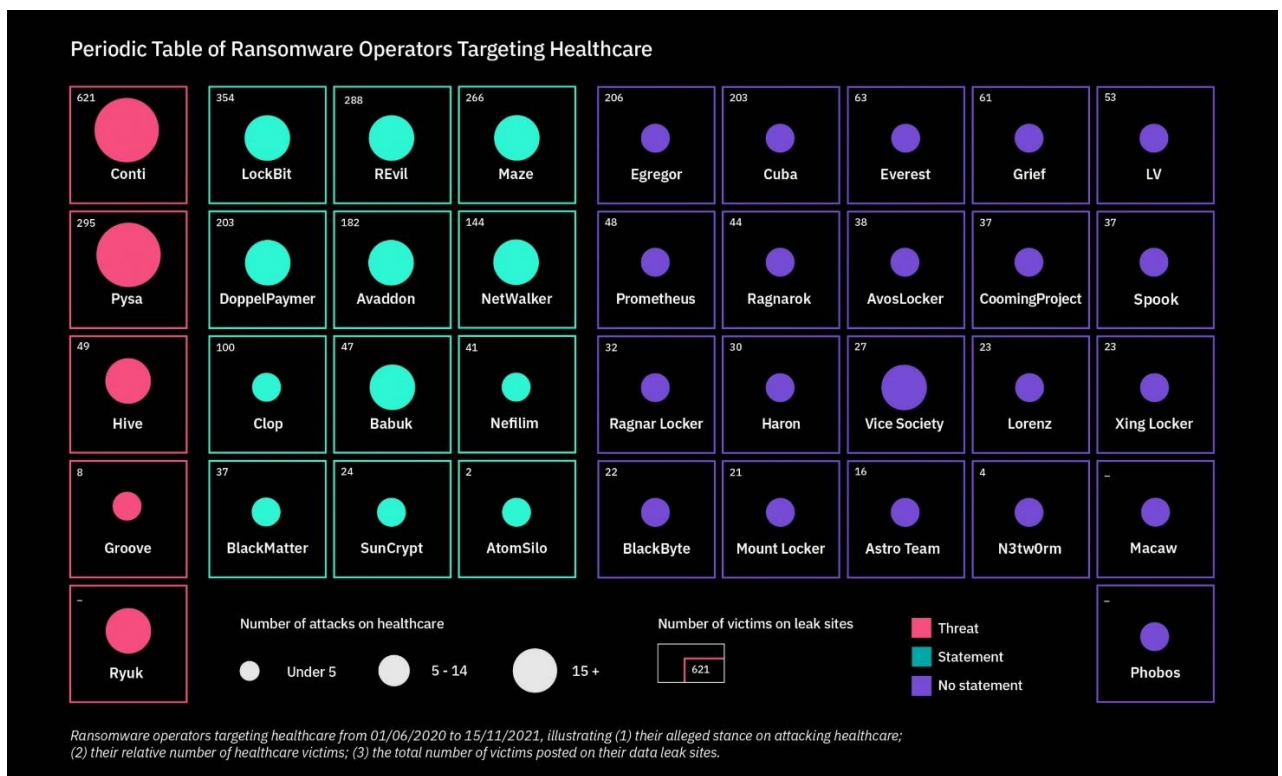 Periodic Table of Ransomware Operators Targeting Healthcare
621
Conti
354
LockBit
288
REvil
266
Maze
206
Egregor
203
Cuba
63
Everest
61
Grief
53
LV
295
Pysa
203
DoppelPaymer
182
Avaddon
144
NetWalker
48
Prometheus
44
Ragnarok
38
AvosLocker
37
CoomingProject
37
Spook
49
Hive
100
Clop
47
Babuk
41
Nefilim
32
Ragnar Locker
30
Haron
27
Vice Society
23
Lorenz
23
Xing Locker
8
Groove
37
BlackMatter
24
SunCrypt
2
AtomSilo
22
BlackByte
21
Mount Locker
16
Astro Team
4
N3tw0rm
–
Macaw
–
Ryuk
Number of attacks on healthcare
Under 5
5 - 14
15 +
Number of victims on leak sites
621
Threat
Statement
No statement
–
Phobos
Ransomware operators targeting healthcare from 01/06/2020 to 15/11/2021, illustrating (1) their alleged stance on attacking healthcare;
(2) their relative number of healthcare victims; (3) the total number of victims posted on their data leak sites.